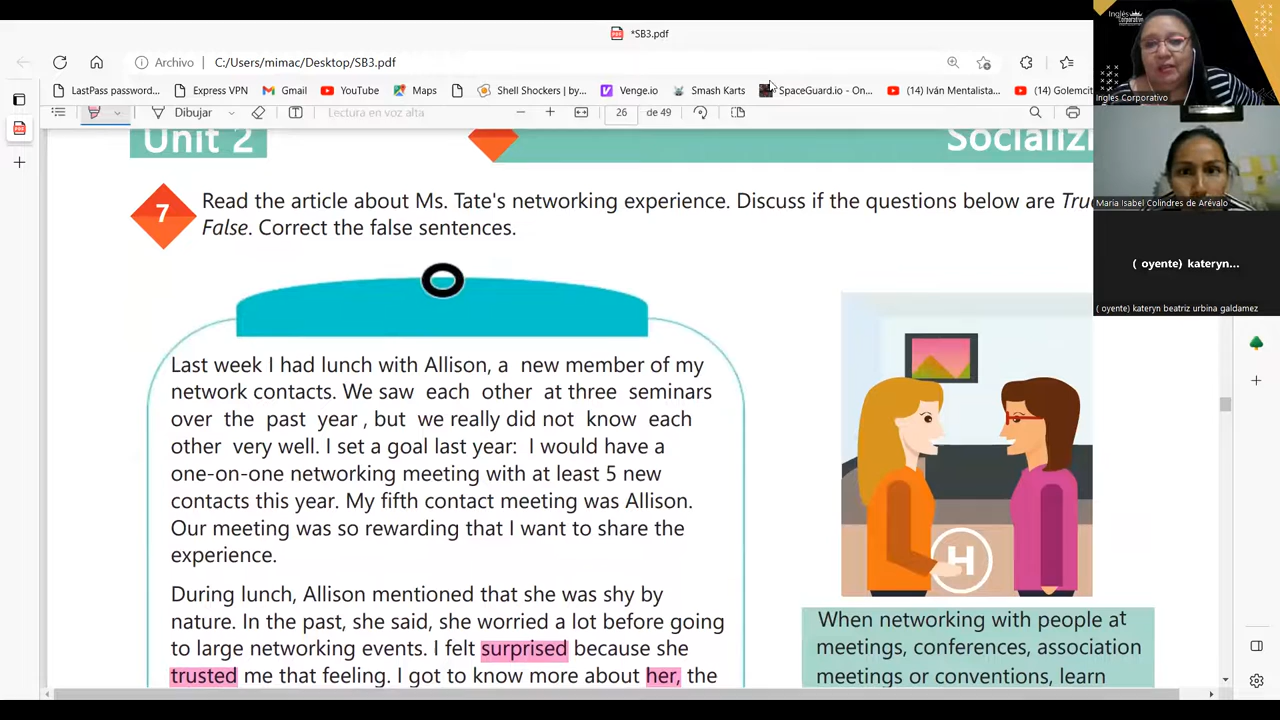 *SB3.pdf
Archivo C:/Users/mimac/Desktop/SB3.pdf
LastPass password... Express VPN Gmail YouTube Maps Shell Shockers | by... Venge.io Smash Karts SpaceGuard.io - On... (14) Iván Mentalista... (14) Golemcit
Dibujar Lectura en voz alta 26 de 49
Inglés
Corporativo
Inglés Corporativo
Maria Isabel Colindres de Arévalo
( oyente) kateryn...
( oyente) kateryn beatriz urbina galdamez
Unit 2 Socializi
7
Read the article about Ms. Tate's networking experience. Discuss if the questions below are Tru
False. Correct the false sentences.
Last week I had lunch with Allison, a new member of my
network contacts. We saw each other at three seminars
over the past year , but we really did not know each
other very well. I set a goal last year: I would have a
one-on-one networking meeting with at least 5 new
contacts this year. My fifth contact meeting was Allison.
Our meeting was so rewarding that I want to share the
experience.
During lunch, Allison mentioned that she was shy by
nature. In the past, she said, she worried a lot before going
to large networking events. I felt surprised because she
trusted me that feeling. I got to know more about her, the
H
When networking with people at
meetings, conferences, association
meetings or conventions, learn